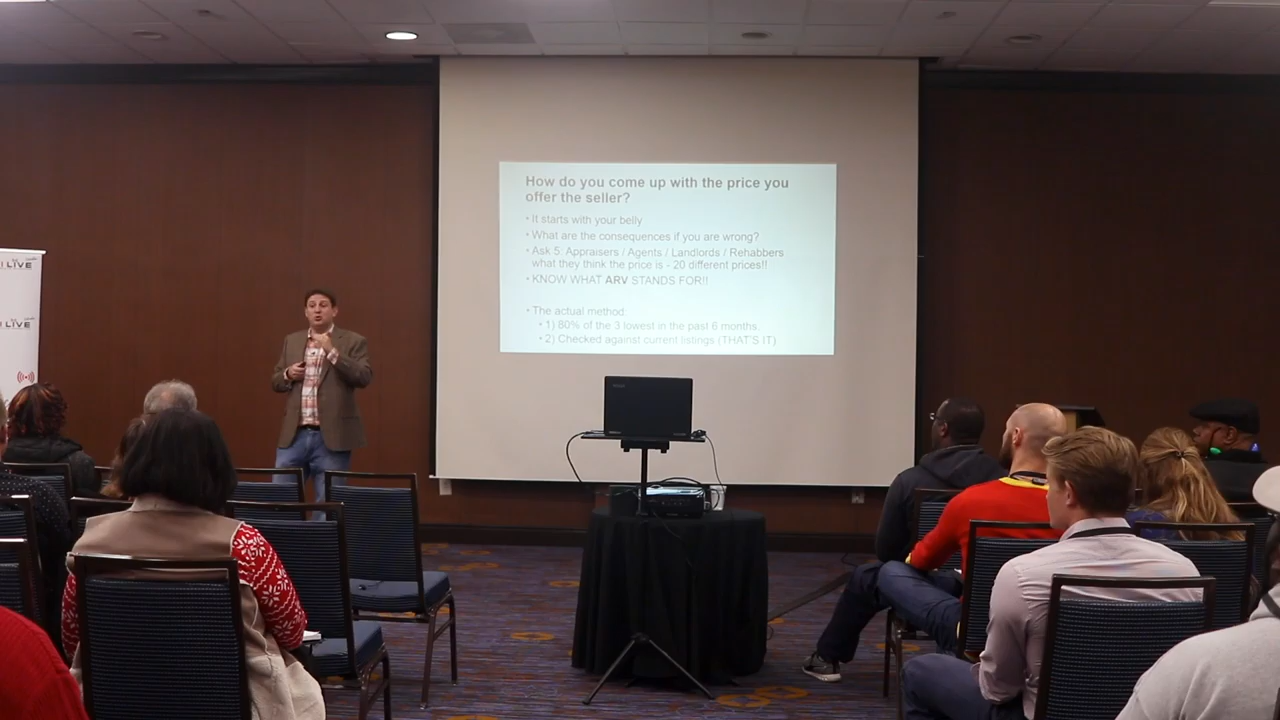 How do you come up with the price you
offer the seller?
• It starts with your belly
• What are the consequences if you are wrong?
• Ask 5: Appraisers / Agents / Landlords / Rehabbers
what they think the price is - 20 different prices!!
• KNOW WHAT ARV STANDS FOR!!
• The actual method:
• 1) 80% of the 3 lowest in the past 6 months.
• 2) Checked against current listings (THAT'S IT)
LIVE
LIVE